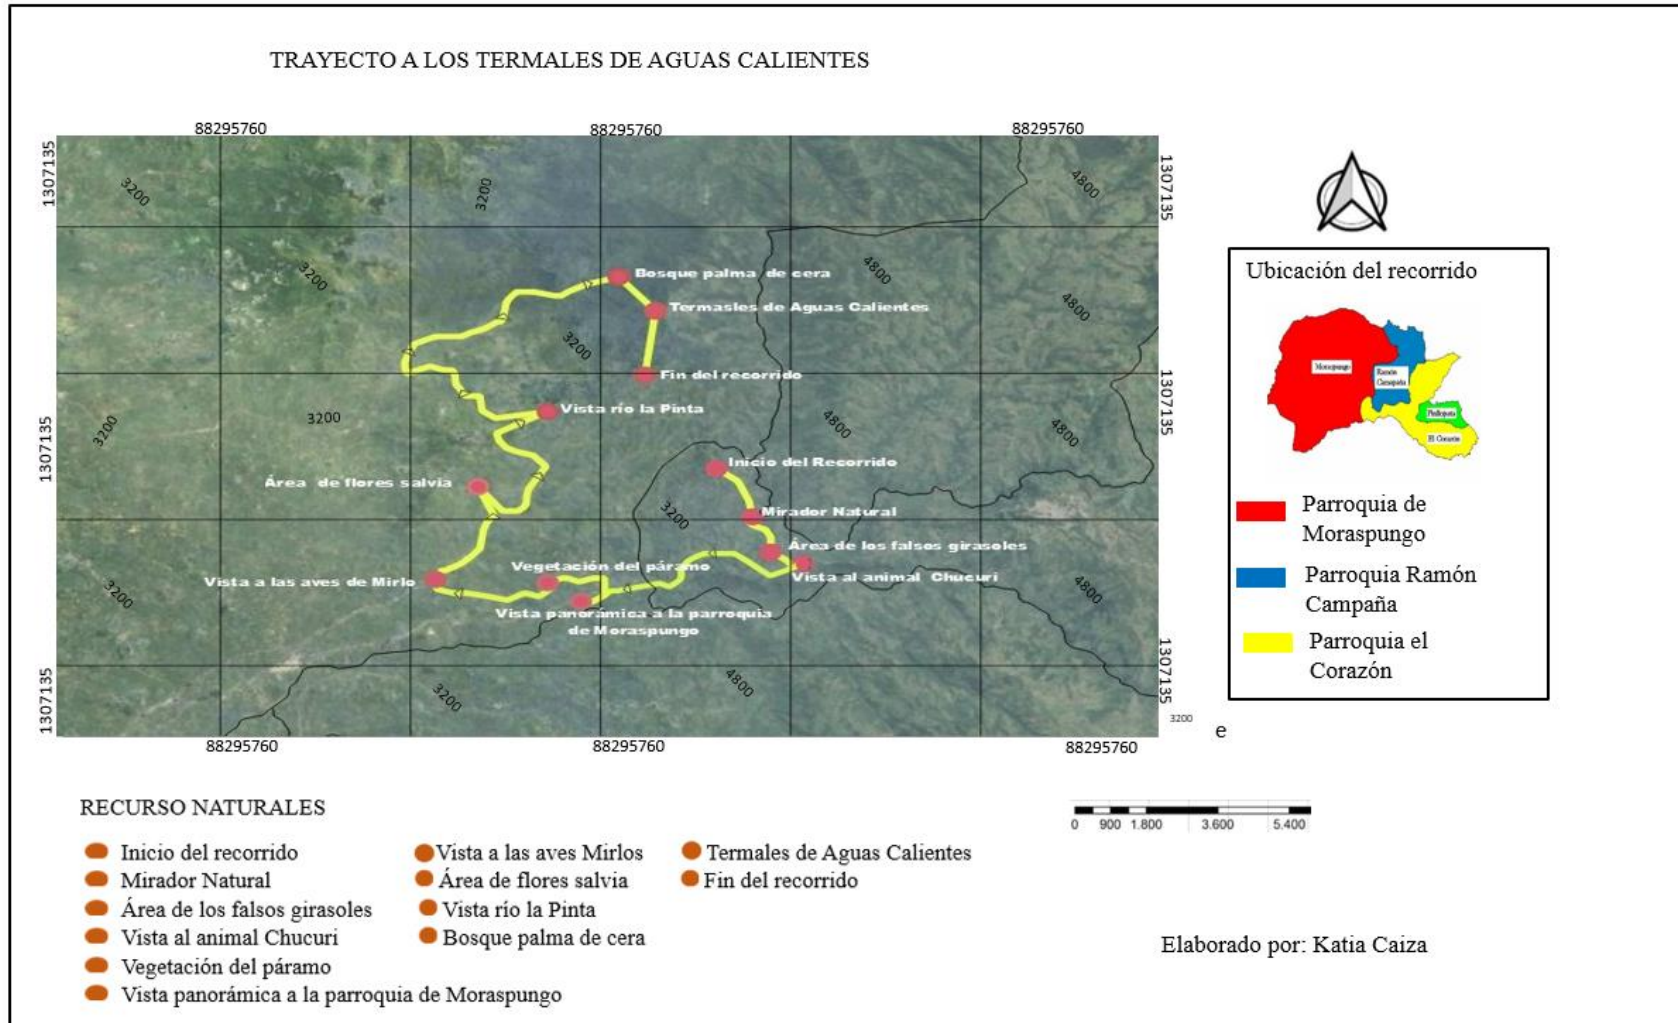 TRAYECTO A LOS TERMALES DE AGUAS CALIENTES
88295760
88295760
88295760
1307135
1307135
3200
3200
4800
3200
4800
4800
Bosque palma de cera
Termasles de Aguas Calientes
3200
Fin del recorrido
1307135
1307135
Vista río la Pinta
3200
3200
4800
4800
Inicio del Recorrido
Área de flores salvia
Mirador Natural
3200
Área de los falsos girasoles
Vegetación del páramo
Vista al animal Chucuri
Vista a las aves de Mirlo
3200
4800
Vista panorámica a la parroquia
de Moraspungo
1307135
1307135
3200
4800
3200
88295760
88295760
88295760
e
Ubicación del recorrido
Moraspungo
Ramón
Campaña
Pinllopata
El Corazón
Parroquia de
Moraspungo
Parroquia Ramón
Campaña
Parroquia el
Corazón
RECURSO NATURALES
Inicio del recorrido
Mirador Natural
Área de los falsos girasoles
Vista al animal Chucuri
Vegetación del páramo
Vista panorámica a la parroquia de Moraspungo
Vista a las aves Mirlos
Área de flores salvia
Vista río la Pinta
Bosque palma de cera
Termales de Aguas Calientes
Fin del recorrido
0 900 1.800 3.600 5.400
Elaborado por: Katia Caiza